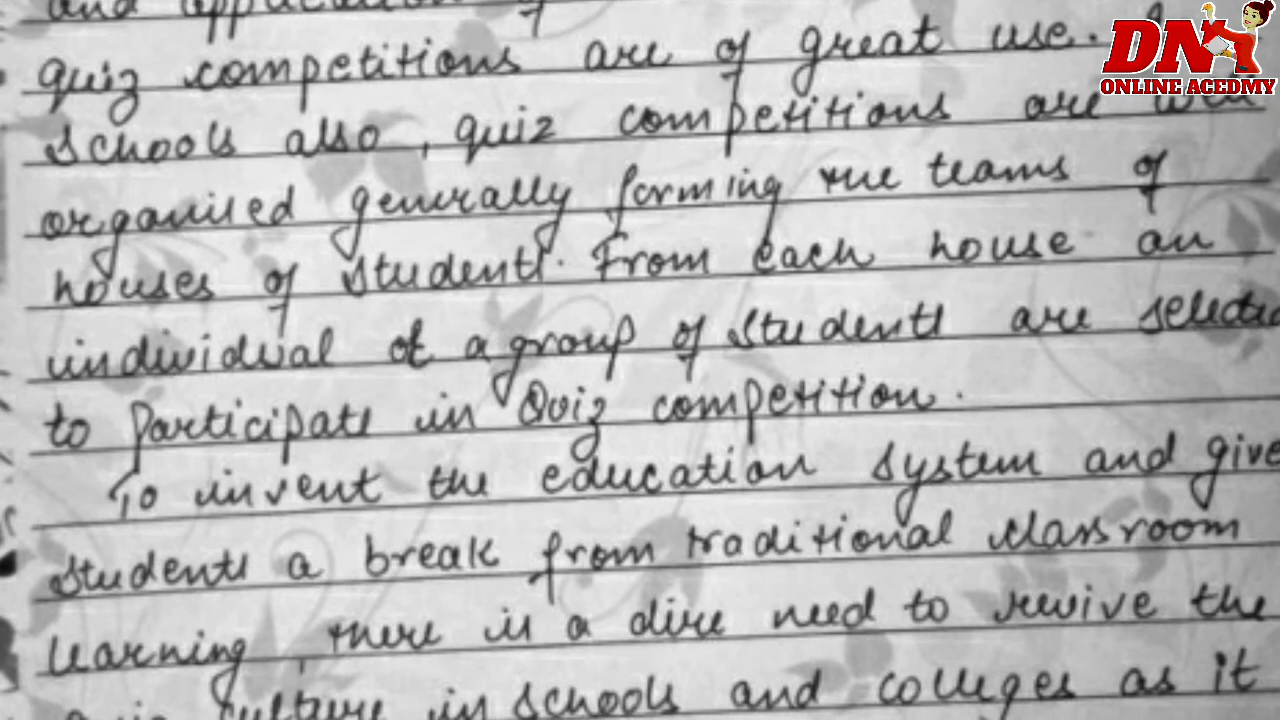 and
quiz competitions are of great use.
schools also, quiz competitions are
organised generally forming the teams of
houses of students. From each house an
individual of a group of students are selected
to participate in Quiz competition.
To invent the education system and give
students a break from traditional classroom
learning, there is a dire need to revive the
culture in schools and colleges as it
DN
ONLINE ACEDMY